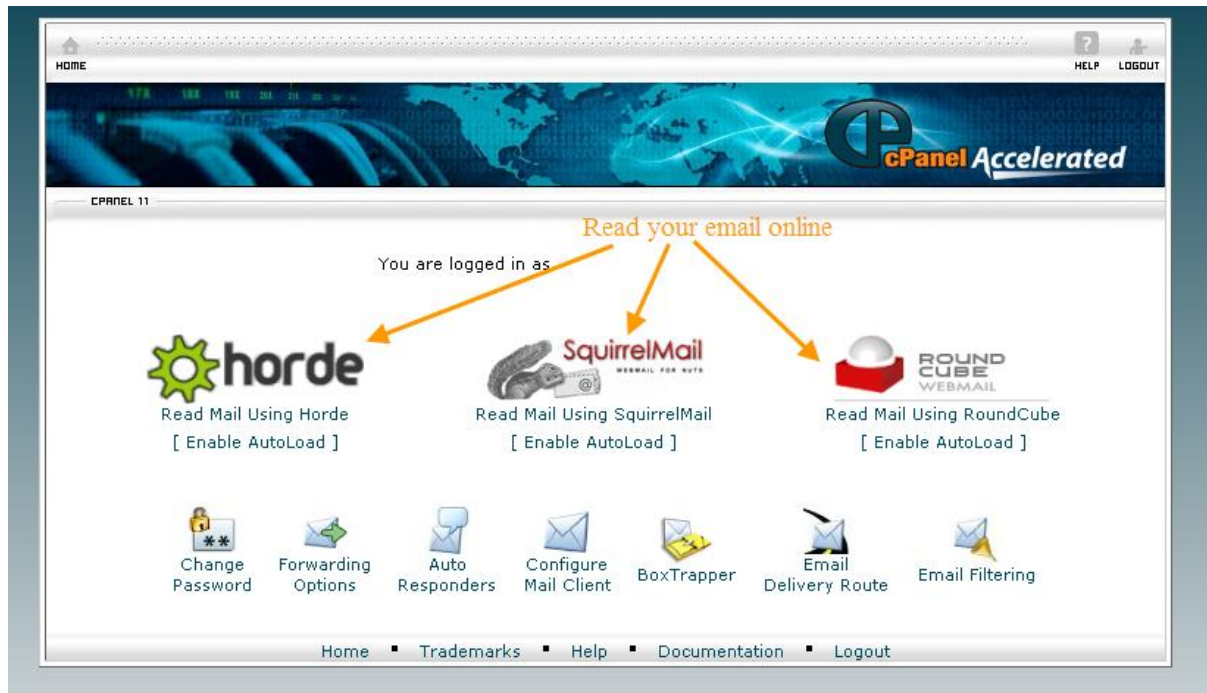 HOME
HELP LOGOUT
cPanel Accelerated
CPANEL 11
Read your email online
You are logged in as
horde
SquirrelMail
WEBMAIL FOR NUTS
ROUND
CUBE
WEBMAIL
Read Mail Using Horde
Read Mail Using SquirrelMail
Read Mail Using RoundCube
[ Enable AutoLoad ]
[ Enable AutoLoad ]
[ Enable AutoLoad ]
Change
Password
Forwarding
Options
Auto
Responders
Configure
Mail Client
BoxTrapper
Email
Delivery Route
Email Filtering
Home ▪ Trademarks ▪ Help ▪ Documentation ▪ Logout